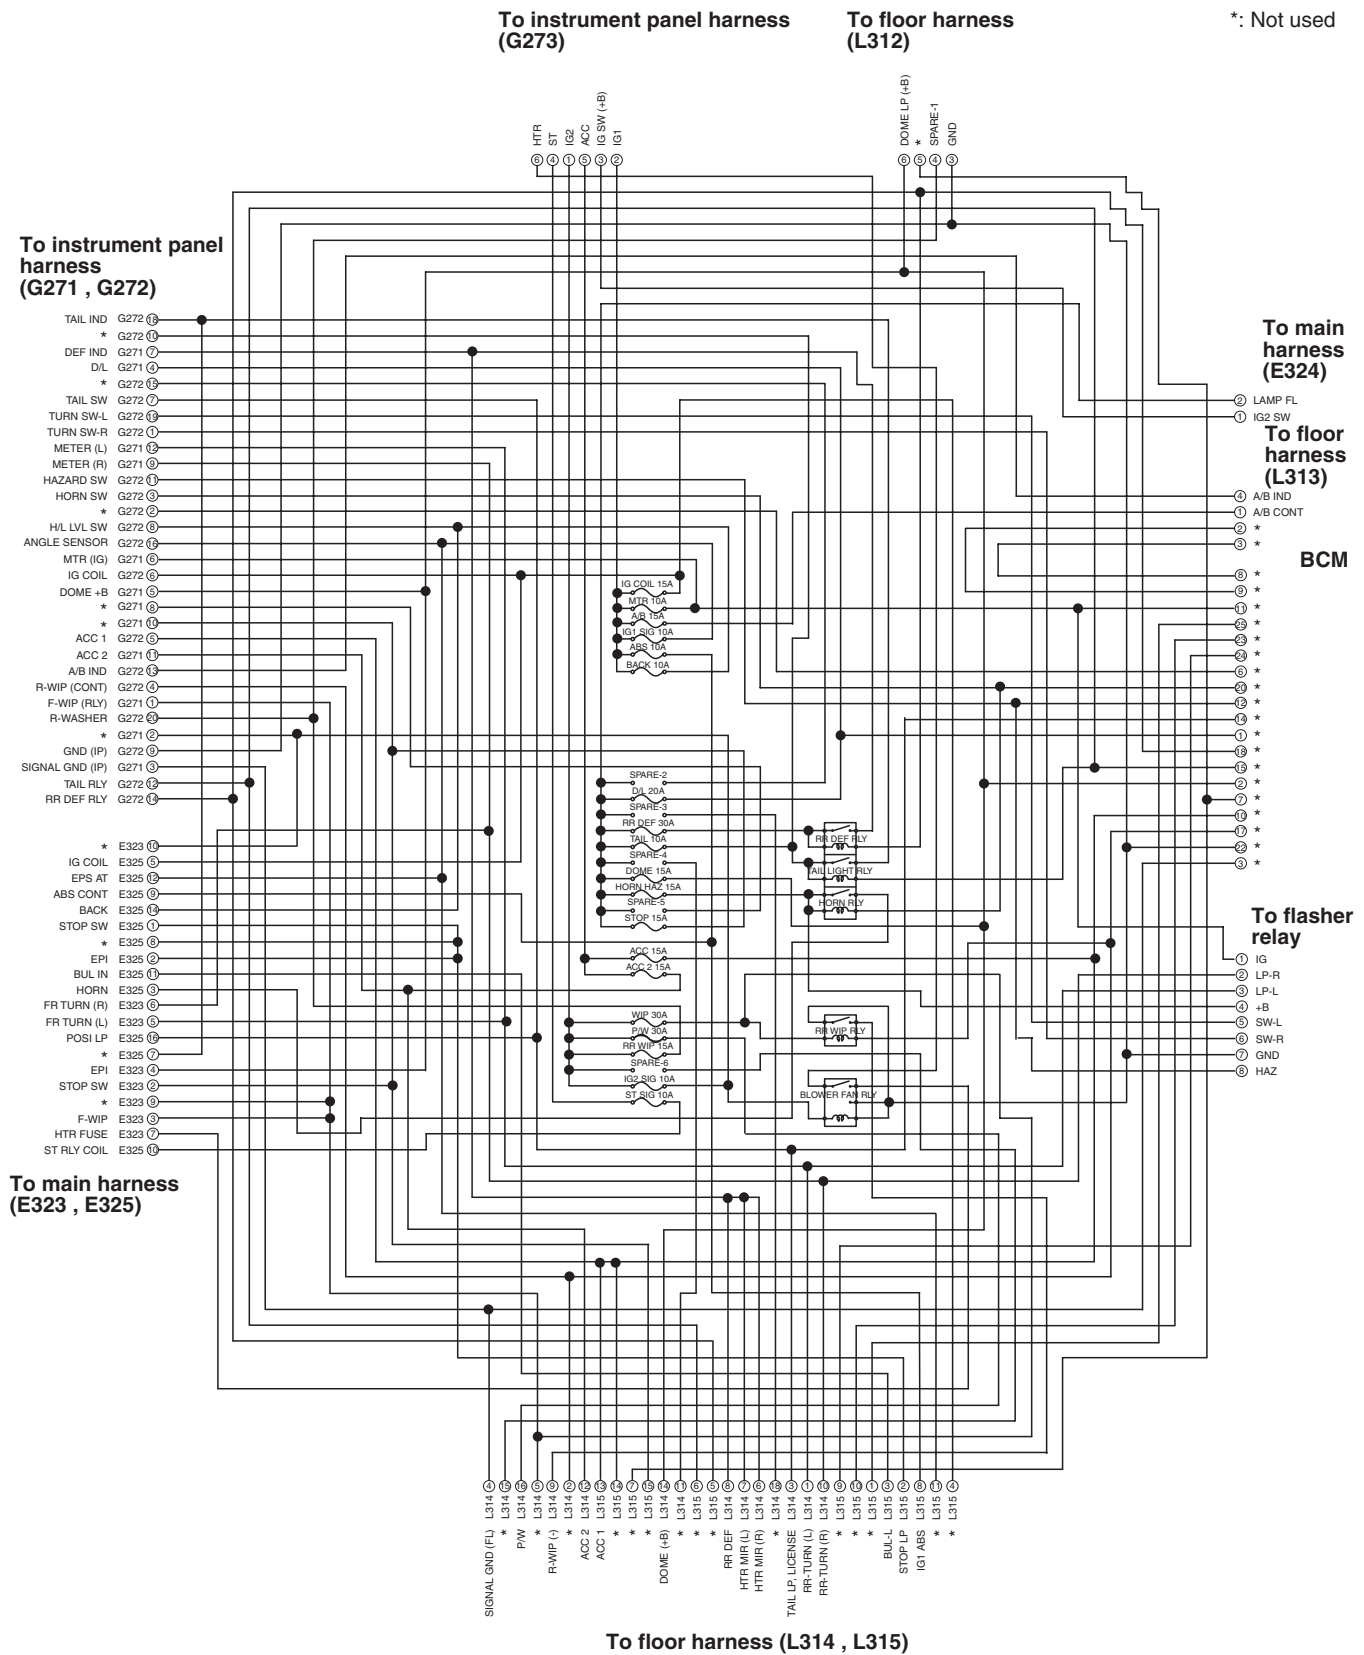 To instrument panel harness
(G273)
To floor harness
(L312)
*: Not used
HTR
ST
IG2
ACC
IG SW (+B)
IG1
6 4 1 5 3 2
DOME LP (+B)
*
SPARE-1
GND
6 5 4 3
To instrument panel
harness
(G271 , G272)
TAIL IND G272 18
* G272 10
DEF IND G271 7
D/L G271 4
* G272 15
TAIL SW G272 7
TURN SW-L G272 19
TURN SW-R G272 1
METER (L) G271 12
METER (R) G271 9
HAZARD SW G272 11
HORN SW G272 3
* G272 2
H/L LVL SW G272 8
ANGLE SENSOR G272 16
MTR (IG) G271 6
IG COIL G272 6
DOME +B G271 5
* G271 8
* G271 10
ACC 1 G272 5
ACC 2 G271 11
A/B IND G272 13
R-WIP (CONT) G272 4
F-WIP (RLY) G271 1
R-WASHER G272 20
* G271 2
GND (IP) G272 9
SIGNAL GND (IP) G271 3
TAIL RLY G272 12
RR DEF RLY G272 14
* E323 10
IG COIL E325 5
EPS AT E325 12
ABS CONT E325 9
BACK E325 14
STOP SW E325 1
* E325 8
EPI E325 2
BUL IN E325 11
HORN E325 3
FR TURN (R) E323 6
FR TURN (L) E323 5
POSI LP E325 16
* E325 7
EPI E323 4
STOP SW E323 2
* E323 9
F-WIP E323 3
HTR FUSE E323 7
ST RLY COIL E325 10
To main harness
(E323 , E325)
IG COIL 15A
MTR 10A
A/B 15A
IG1 SIG 10A
ABS 10A
BACK 10A
SPARE-2
D/L 20A
SPARE-3
RR DEF 30A
TAIL 10A
SPARE-4
DOME 15A
HORN HAZ 15A
SPARE-5
STOP 15A
ACC 15A
ACC 2 15A
WIP 30A
P/W 30A
RR WIP 15A
SPARE-6
IG2 SIG 10A
ST SIG 10A
RR DEF RLY
TAIL LIGHT RLY
HORN RLY
RR WIP RLY
BLOWER FAN RLY
To main
harness
(E324)
2 LAMP FL
1 IG2 SW
To floor
harness
(L313)
4 A/B IND
1 A/B CONT
2 *
3 *
BCM
8 *
9 *
11 *
25 *
23 *
24 *
6 *
20 *
12 *
14 *
1 *
18 *
15 *
2 *
7 *
10 *
17 *
22 *
3 *
To flasher
relay
1 IG
2 LP-R
3 LP-L
4 +B
5 SW-L
6 SW-R
7 GND
8 HAZ
SIGNAL GND (FL) L314 4
* L314 15
P/W L314 16
* L314 5
R-WIP (-) L314 9
* L314 2
ACC 2 L314 12
ACC 1 L315 13
* L315 14
* L315 7
* L315 15
DOME (+B) L314 14
* L314 11
* L315 6
* L315 5
RR DEF L314 8
HTR MIR (L) L314 7
HTR MIR (R) L314 6
* L314 18
TAIL LP, LICENSE L314 3
RR-TURN (L) L314 1
RR-TURN (R) L314 10
* L315 9
* L315 10
* L315 1
BUL-L L315 3
STOP LP L315 2
IG1 ABS L315 8
* L315 11
* L315 4
To floor harness (L314 , L315)